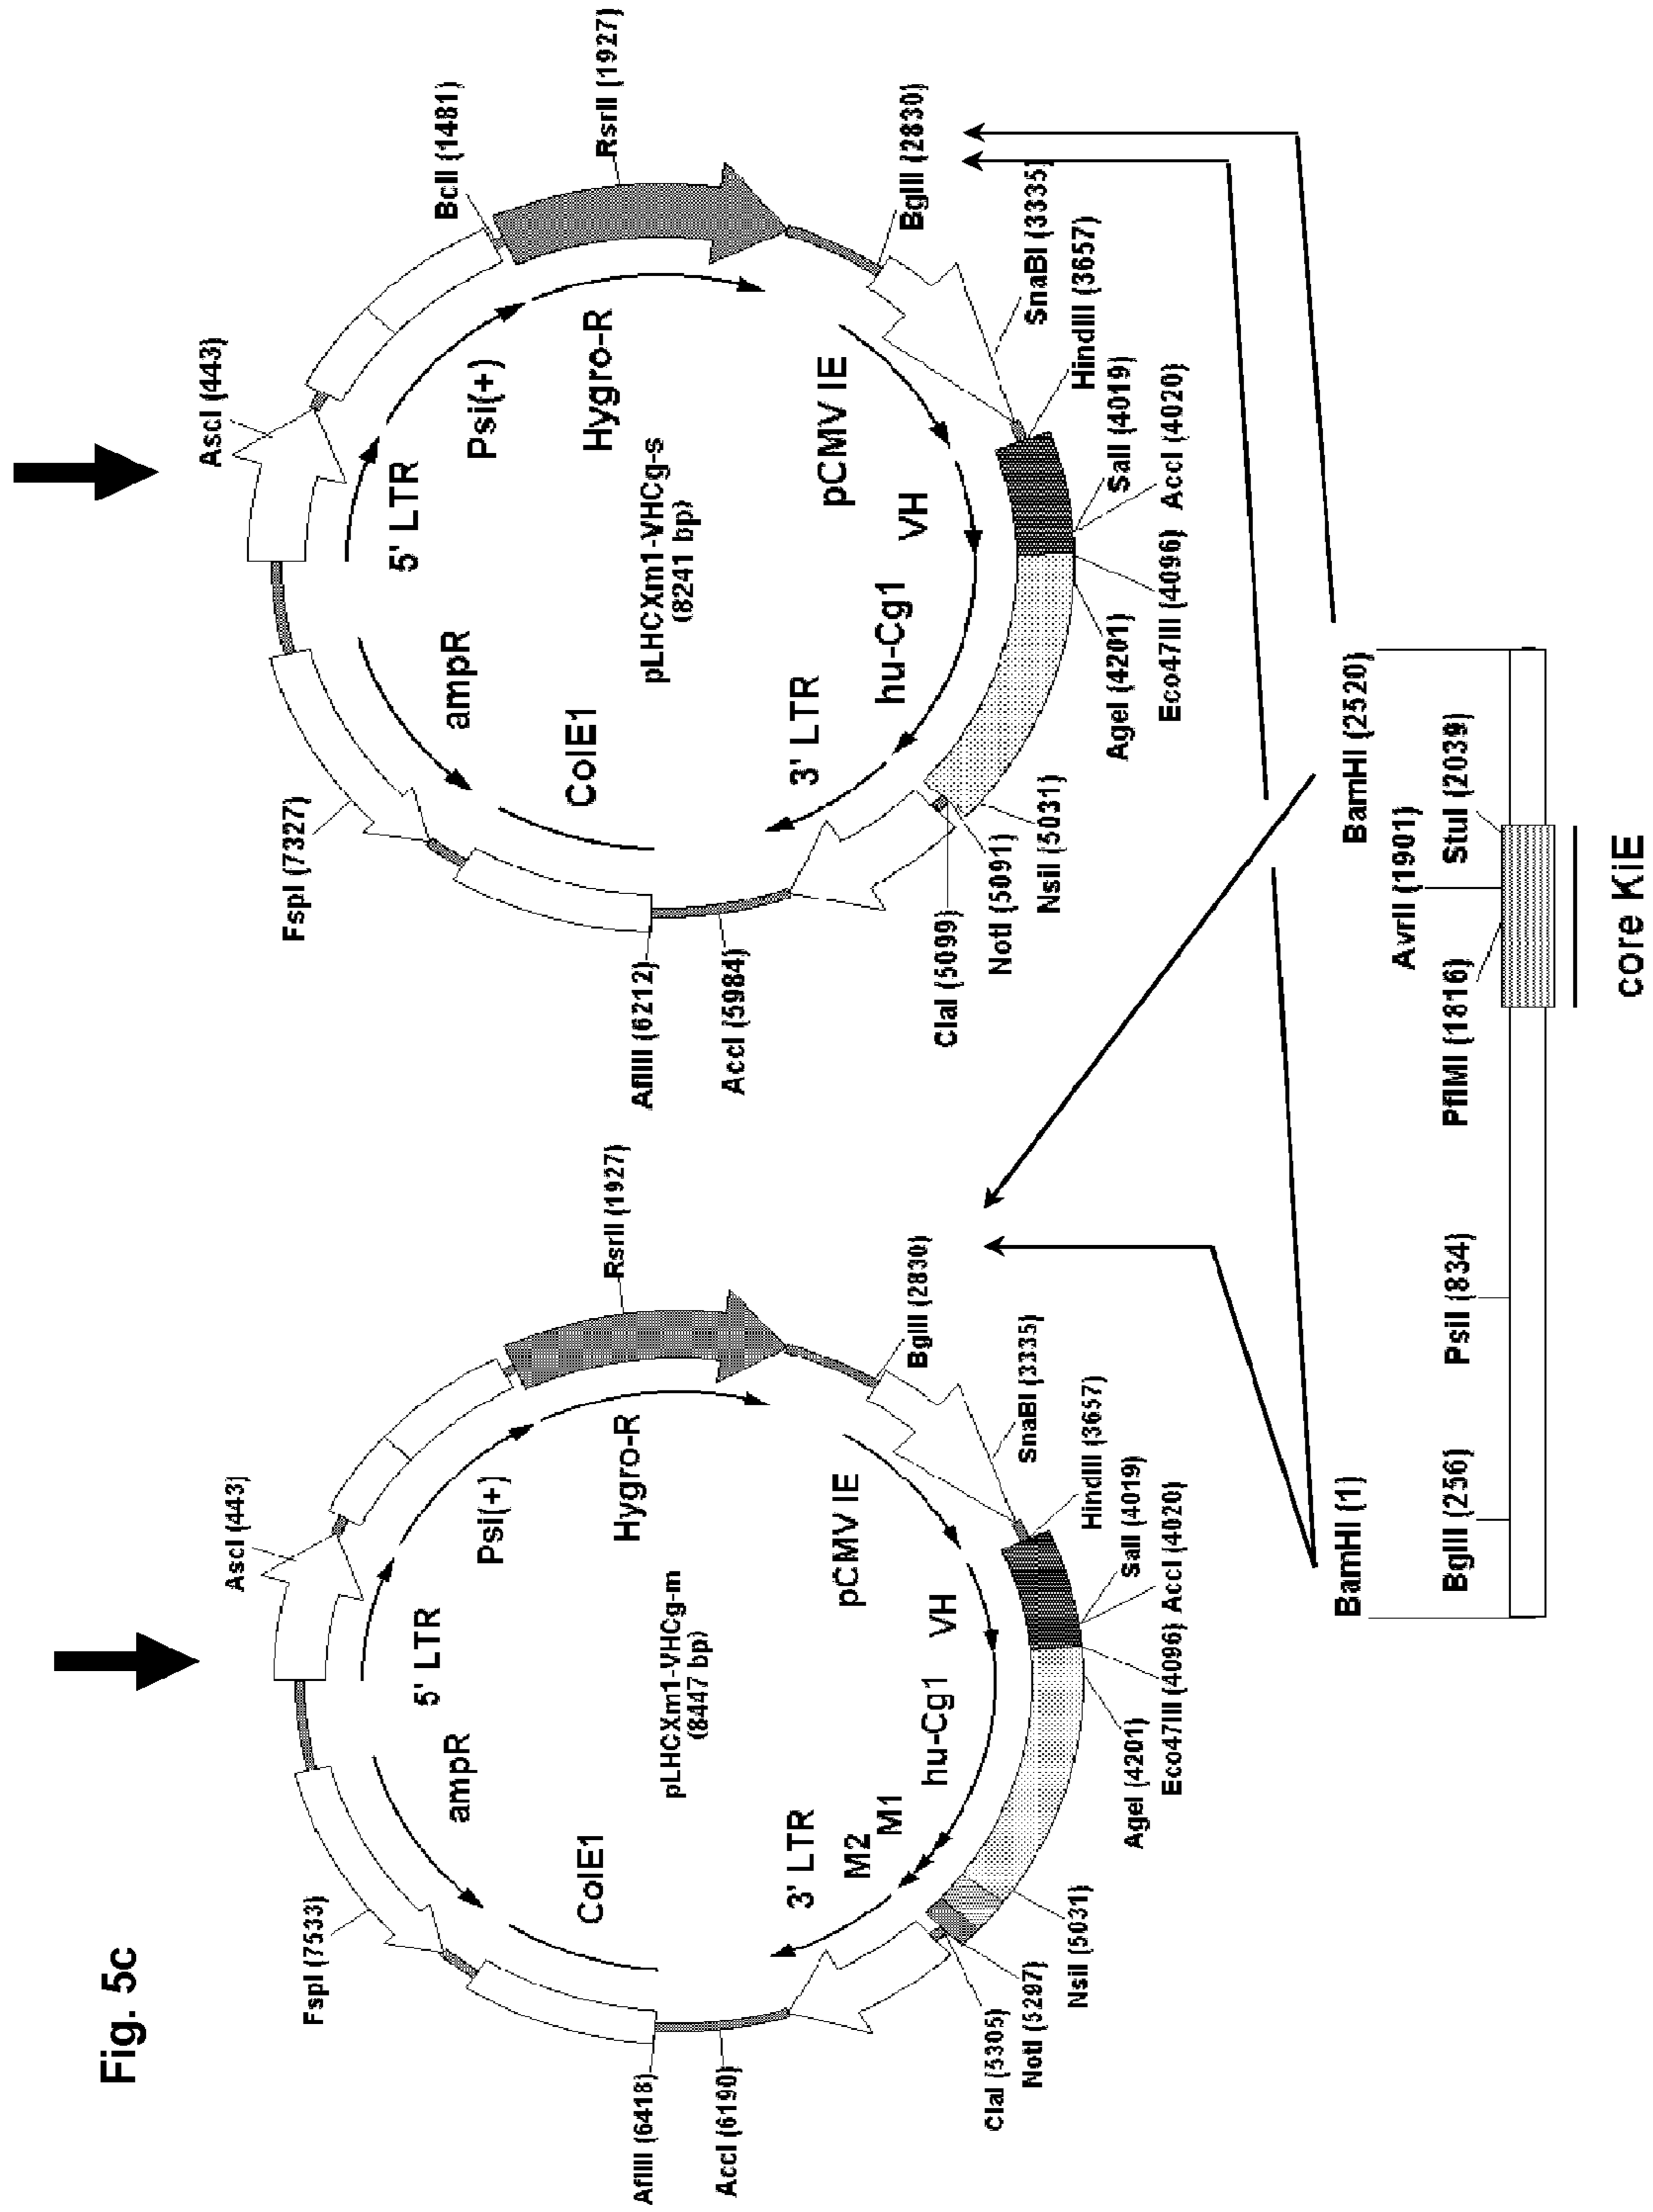 Fig. 5c
AscI (443)
RsrII (1927)
BglII (2830)
SnaBI (3335)
HindIII (3657)
SalI (4019)
AccI (4020)
Eco47III (4096)
AgeI (4201)
NsiI (5031)
NotI (5297)
ClaI (5305)
AccI (6190)
AflIII (6418)
FspI (7533)
5' LTR
Psi(+)
Hygro-R
pCMV IE
VH
hu-Cg1
M1
M2
3' LTR
ColE1
ampR
pLHCXm1-VHCg-m
(8447 bp)
AscI (443)
BclI (1481)
RsrII (1927)
BglII (2830)
SnaBI (3335)
HindIII (3657)
SalI (4019)
AccI (4020)
Eco47III (4096)
AgeI (4201)
NsiI (5031)
NotI (5091)
ClaI (5099)
AccI (5984)
AflIII (6212)
FspI (7327)
5' LTR
Psi(+)
Hygro-R
pCMV IE
VH
hu-Cg1
3' LTR
ColE1
ampR
pLHCXm1-VHCg-s
(8241 bp)
BamHI (1)
BglII (256)
PsiI (834)
PflMI (1816)
AvrII (1901)
StuI (2039)
BamHI (2520)
core KiE